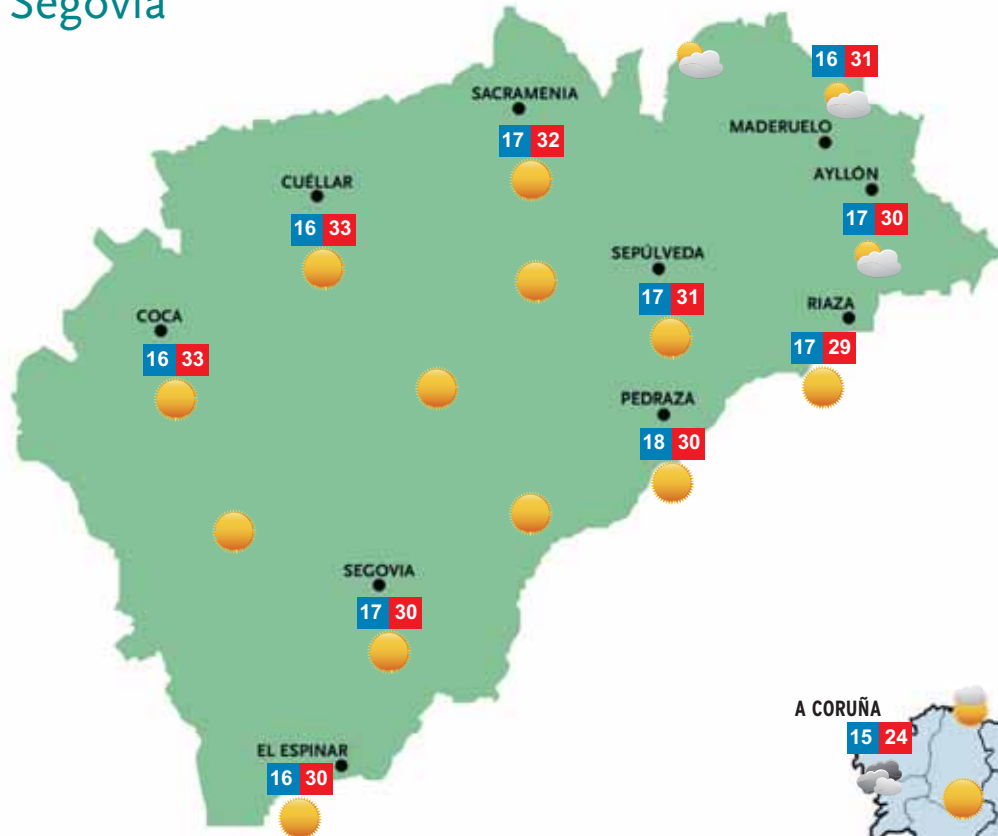 Segovia
SACRAMENIA
17 32
16 31
MADERUELO
CUÉLLAR
16 33
AYLLÓN
17 30
SEPÚLVEDA
17 31
COCA
16 33
RIAZA
17 29
PEDRAZA
18 30
SEGOVIA
17 30
EL ESPINAR
16 30
A CORUÑA
15 24